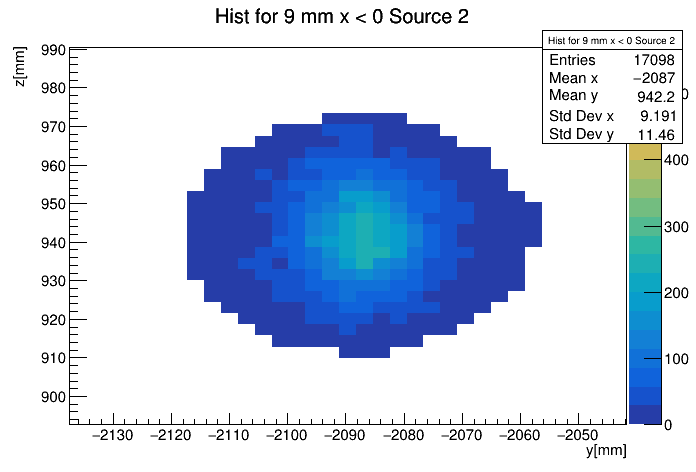 Hist for 9 mm x < 0 Source 2
z[mm]
990
980
970
960
950
940
930
920
910
900
−2130 −2120 −2110 −2100 −2090 −2080 −2070 −2060 −2050
y[mm]
Hist for 9 mm x < 0 Source 2
Entries 17098
Mean x −2087
Mean y 942.2
Std Dev x 9.191
Std Dev y 11.46
400
300
200
100
0